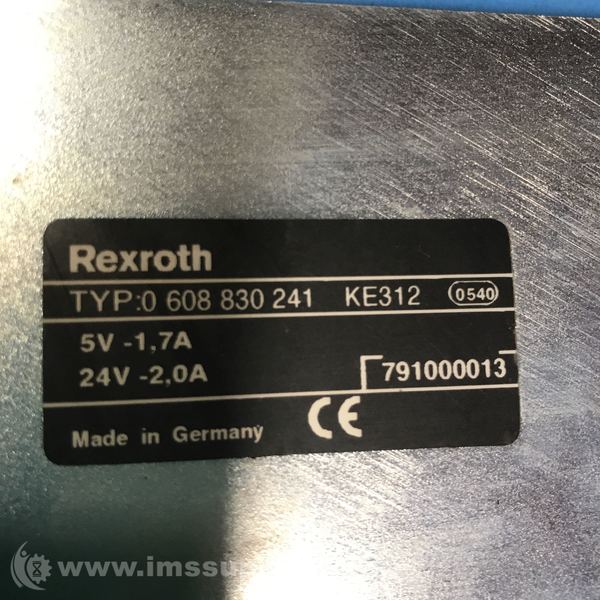 Rexroth
TYP:0 608 830 241 KE312 0540
5V -1,7A
24V -2,0A 791000013
Made in Germany CE
www.imssu